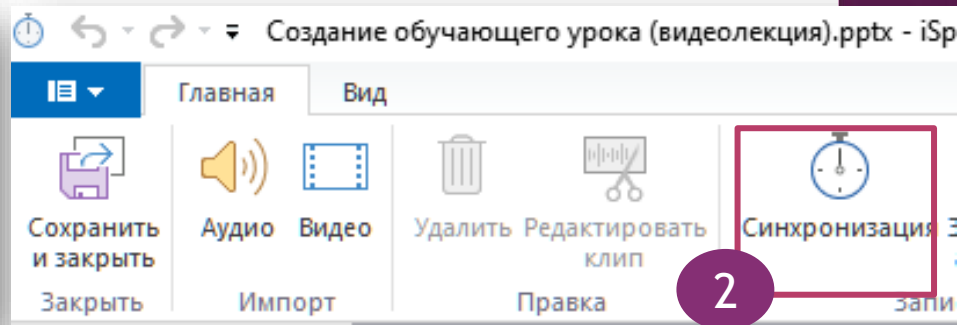 Создание обучающего урока (видеолекция).pptx - iSp
Главная Вид
Сохранить и закрыть
Аудио Видео
Удалить Редактировать клип
Синхронизация
2
Закрыть Импорт Правка Запи